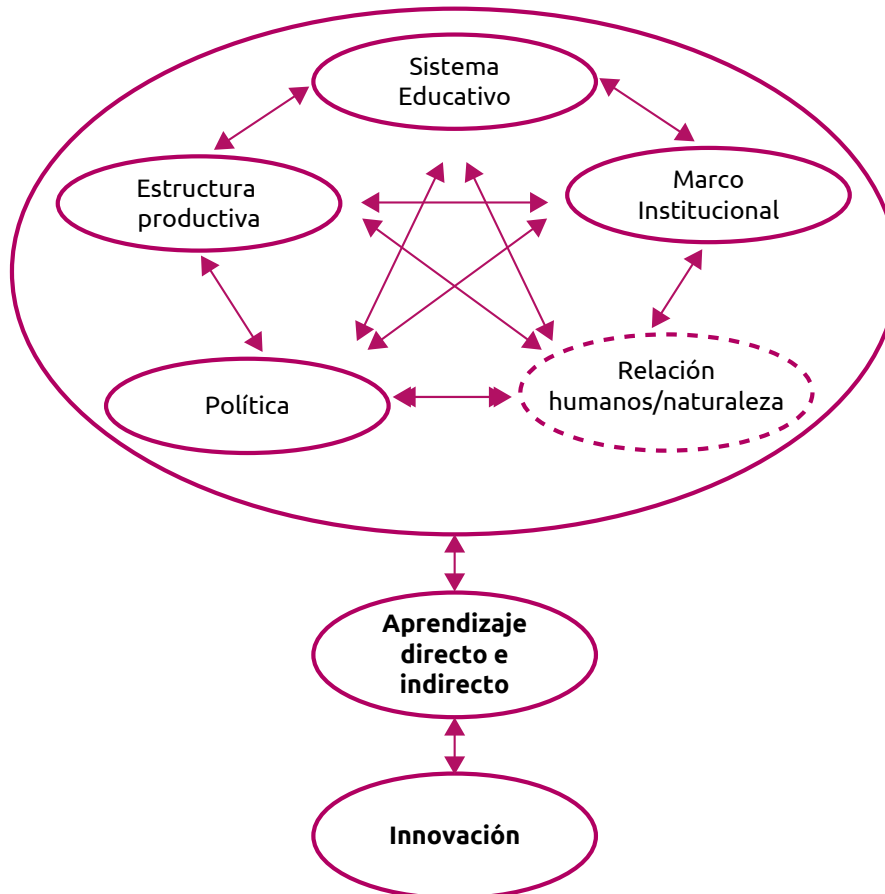 Sistema
Educativo
Estructura
productiva
Marco
Institucional
Política
Relación
humanos/naturaleza
Aprendizaje
directo e
indirecto
Innovación